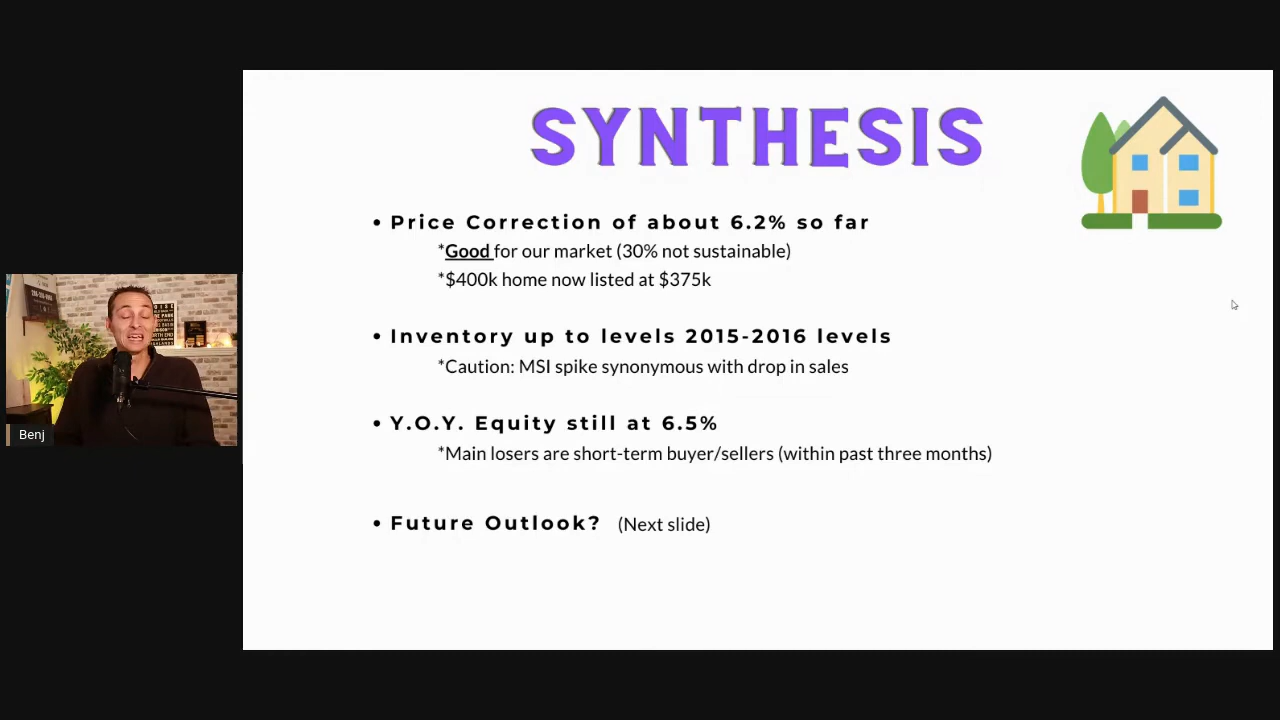 SYNTHESIS
• Price Correction of about 6.2% so far
*Good for our market (30% not sustainable)
*$400k home now listed at $375k
• Inventory up to levels 2015-2016 levels
*Caution: MSI spike synonymous with drop in sales
• Y.O.Y. Equity still at 6.5%
*Main losers are short-term buyer/sellers (within past three months)
• Future Outlook? (Next slide)
Benj